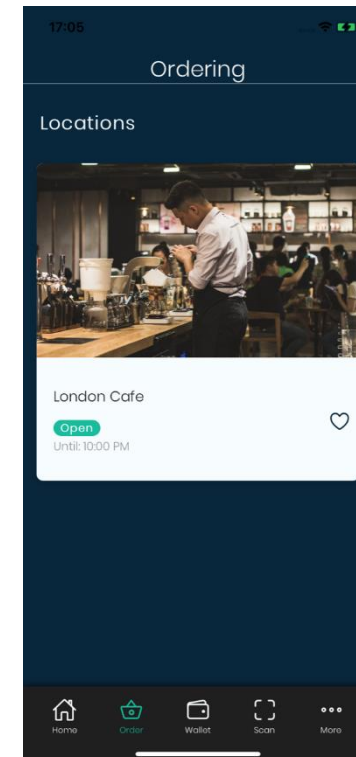 17:05
Ordering
Locations
London Cafe
Open
Until: 10:00 PM
Home Order Wallet Scan More